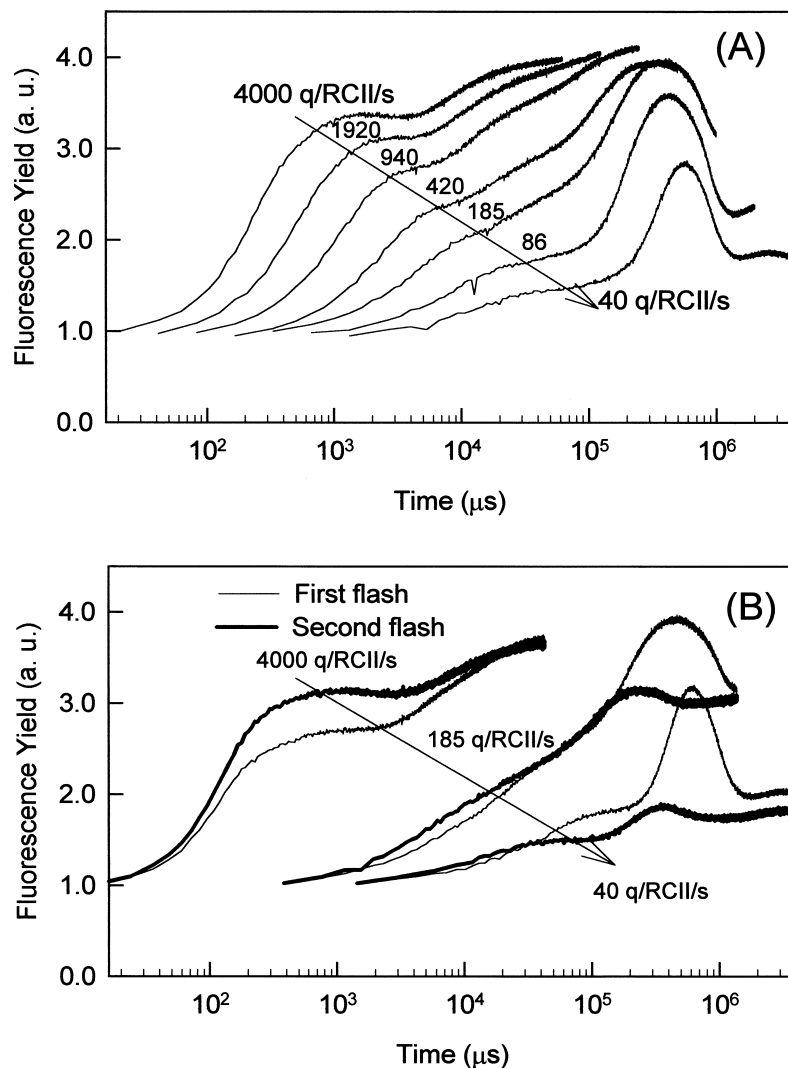 (A)
Fluorescence Yield (a. u.)
4.0
3.0
2.0
1.0
0.0
4000 q/RCII/s
1920
940
420
185
86
40 q/RCII/s
10² 10³ 10⁴ 10⁵ 10⁶
Time (μs)
(B)
Fluorescence Yield (a. u.)
4.0
3.0
2.0
1.0
0.0
First flash
Second flash
4000 q/RCII/s
185 q/RCII/s
40 q/RCII/s
10² 10³ 10⁴ 10⁵ 10⁶
Time (μs)